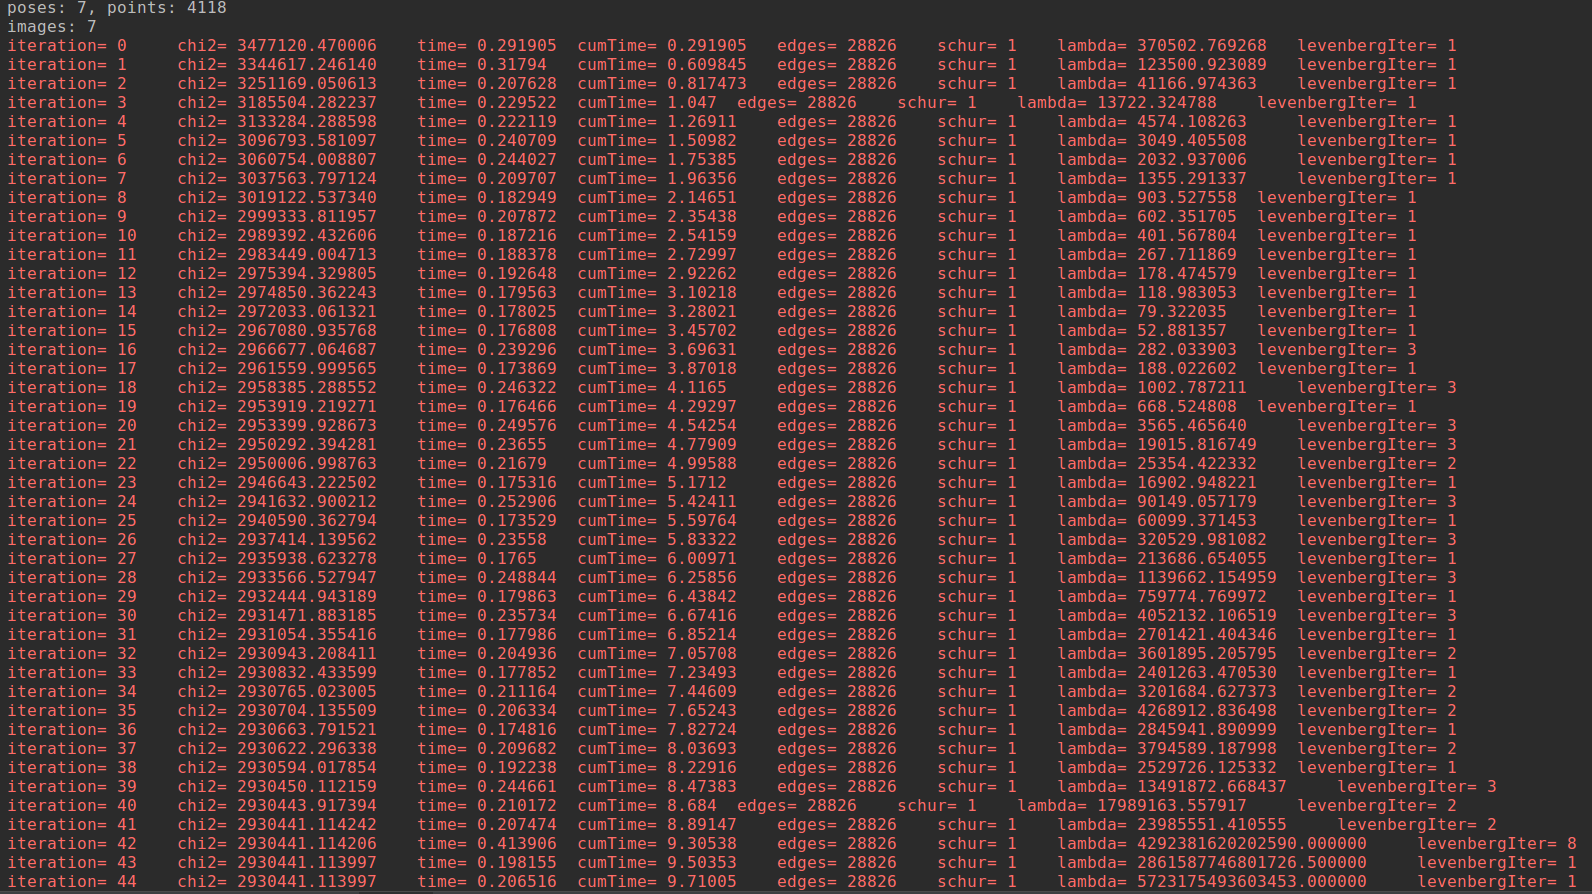 poses: 7, points: 4118
images: 7
iteration= 0 chi2= 3477120.470006 time= 0.291905 cumTime= 0.291905 edges= 28826 schur= 1 lambda= 370502.769268 levenbergIter= 1
iteration= 1 chi2= 3344617.246140 time= 0.31794 cumTime= 0.609845 edges= 28826 schur= 1 lambda= 123500.923089 levenbergIter= 1
iteration= 2 chi2= 3251169.050613 time= 0.207628 cumTime= 0.817473 edges= 28826 schur= 1 lambda= 41166.974363 levenbergIter= 1
iteration= 3 chi2= 3185504.282237 time= 0.229522 cumTime= 1.047 edges= 28826 schur= 1 lambda= 13722.324788 levenbergIter= 1
iteration= 4 chi2= 3133284.288598 time= 0.222119 cumTime= 1.26911 edges= 28826 schur= 1 lambda= 4574.108263 levenbergIter= 1
iteration= 5 chi2= 3096793.581097 time= 0.240709 cumTime= 1.50982 edges= 28826 schur= 1 lambda= 3049.405508 levenbergIter= 1
iteration= 6 chi2= 3060754.008807 time= 0.244027 cumTime= 1.75385 edges= 28826 schur= 1 lambda= 2032.937006 levenbergIter= 1
iteration= 7 chi2= 3037563.797124 time= 0.209707 cumTime= 1.96356 edges= 28826 schur= 1 lambda= 1355.291337 levenbergIter= 1
iteration= 8 chi2= 3019122.537340 time= 0.182949 cumTime= 2.14651 edges= 28826 schur= 1 lambda= 903.527558 levenbergIter= 1
iteration= 9 chi2= 2999333.811957 time= 0.207872 cumTime= 2.35438 edges= 28826 schur= 1 lambda= 602.351705 levenbergIter= 1
iteration= 10 chi2= 2989392.432606 time= 0.187216 cumTime= 2.54159 edges= 28826 schur= 1 lambda= 401.567804 levenbergIter= 1
iteration= 11 chi2= 2983449.004713 time= 0.188378 cumTime= 2.72997 edges= 28826 schur= 1 lambda= 267.711869 levenbergIter= 1
iteration= 12 chi2= 2975394.329805 time= 0.192648 cumTime= 2.92262 edges= 28826 schur= 1 lambda= 178.474579 levenbergIter= 1
iteration= 13 chi2= 2974850.362243 time= 0.179563 cumTime= 3.10218 edges= 28826 schur= 1 lambda= 118.983053 levenbergIter= 1
iteration= 14 chi2= 2972033.061321 time= 0.178025 cumTime= 3.28021 edges= 28826 schur= 1 lambda= 79.322035 levenbergIter= 1
iteration= 15 chi2= 2967080.935768 time= 0.176808 cumTime= 3.45702 edges= 28826 schur= 1 lambda= 52.881357 levenbergIter= 1
iteration= 16 chi2= 2966677.064687 time= 0.239296 cumTime= 3.69631 edges= 28826 schur= 1 lambda= 282.033903 levenbergIter= 3
iteration= 17 chi2= 2961559.999565 time= 0.173869 cumTime= 3.87018 edges= 28826 schur= 1 lambda= 188.022602 levenbergIter= 1
iteration= 18 chi2= 2958385.288552 time= 0.246322 cumTime= 4.1165 edges= 28826 schur= 1 lambda= 1002.787211 levenbergIter= 3
iteration= 19 chi2= 2953919.219271 time= 0.176466 cumTime= 4.29297 edges= 28826 schur= 1 lambda= 668.524808 levenbergIter= 1
iteration= 20 chi2= 2953399.928673 time= 0.249576 cumTime= 4.54254 edges= 28826 schur= 1 lambda= 3565.465640 levenbergIter= 3
iteration= 21 chi2= 2950292.394281 time= 0.23655 cumTime= 4.77909 edges= 28826 schur= 1 lambda= 19015.816749 levenbergIter= 3
iteration= 22 chi2= 2950006.998763 time= 0.21679 cumTime= 4.99588 edges= 28826 schur= 1 lambda= 25354.422332 levenbergIter= 2
iteration= 23 chi2= 2946643.222502 time= 0.175316 cumTime= 5.1712 edges= 28826 schur= 1 lambda= 16902.948221 levenbergIter= 1
iteration= 24 chi2= 2941632.900212 time= 0.252906 cumTime= 5.42411 edges= 28826 schur= 1 lambda= 90149.057179 levenbergIter= 3
iteration= 25 chi2= 2940590.362794 time= 0.173529 cumTime= 5.59764 edges= 28826 schur= 1 lambda= 60099.371453 levenbergIter= 1
iteration= 26 chi2= 2937414.139562 time= 0.23558 cumTime= 5.83322 edges= 28826 schur= 1 lambda= 320529.981082 levenbergIter= 3
iteration= 27 chi2= 2935938.623278 time= 0.1765 cumTime= 6.00971 edges= 28826 schur= 1 lambda= 213686.654055 levenbergIter= 1
iteration= 28 chi2= 2933566.527947 time= 0.248844 cumTime= 6.25856 edges= 28826 schur= 1 lambda= 1139662.154959 levenbergIter= 3
iteration= 29 chi2= 2932444.943189 time= 0.179863 cumTime= 6.43842 edges= 28826 schur= 1 lambda= 759774.769972 levenbergIter= 1
iteration= 30 chi2= 2931471.883185 time= 0.235734 cumTime= 6.67416 edges= 28826 schur= 1 lambda= 4052132.106519 levenbergIter= 3
iteration= 31 chi2= 2931054.355416 time= 0.177986 cumTime= 6.85214 edges= 28826 schur= 1 lambda= 2701421.404346 levenbergIter= 1
iteration= 32 chi2= 2930943.208411 time= 0.204936 cumTime= 7.05708 edges= 28826 schur= 1 lambda= 3601895.205795 levenbergIter= 2
iteration= 33 chi2= 2930832.433599 time= 0.177852 cumTime= 7.23493 edges= 28826 schur= 1 lambda= 2401263.470530 levenbergIter= 1
iteration= 34 chi2= 2930765.023005 time= 0.211164 cumTime= 7.44609 edges= 28826 schur= 1 lambda= 3201684.627373 levenbergIter= 2
iteration= 35 chi2= 2930704.135509 time= 0.206334 cumTime= 7.65243 edges= 28826 schur= 1 lambda= 4268912.836498 levenbergIter= 2
iteration= 36 chi2= 2930663.791521 time= 0.174816 cumTime= 7.82724 edges= 28826 schur= 1 lambda= 2845941.890999 levenbergIter= 1
iteration= 37 chi2= 2930622.296338 time= 0.209682 cumTime= 8.03693 edges= 28826 schur= 1 lambda= 3794589.187998 levenbergIter= 2
iteration= 38 chi2= 2930594.017854 time= 0.192238 cumTime= 8.22916 edges= 28826 schur= 1 lambda= 2529726.125332 levenbergIter= 1
iteration= 39 chi2= 2930450.112159 time= 0.244661 cumTime= 8.47383 edges= 28826 schur= 1 lambda= 13491872.668437 levenbergIter= 3
iteration= 40 chi2= 2930443.917394 time= 0.210172 cumTime= 8.684 edges= 28826 schur= 1 lambda= 17989163.557917 levenbergIter= 2
iteration= 41 chi2= 2930441.114242 time= 0.207474 cumTime= 8.89147 edges= 28826 schur= 1 lambda= 23985551.410555 levenbergIter= 2
iteration= 42 chi2= 2930441.114206 time= 0.413906 cumTime= 9.30538 edges= 28826 schur= 1 lambda= 4292381620202590.000000 levenbergIter= 8
iteration= 43 chi2= 2930441.113997 time= 0.198155 cumTime= 9.50353 edges= 28826 schur= 1 lambda= 2861587746801726.500000 levenbergIter= 1
iteration= 44 chi2= 2930441.113997 time= 0.206516 cumTime= 9.71005 edges= 28826 schur= 1 lambda= 5723175493603453.000000 levenbergIter= 1